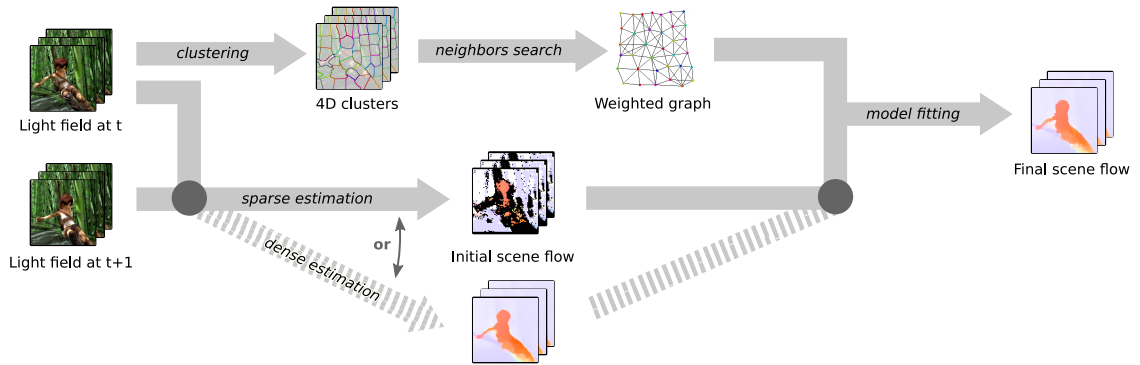 clustering
neighbors search
4D clusters
Weighted graph
Light field at t
model fitting
Final scene flow
sparse estimation
dense estimation
or
Initial scene flow
Light field at t+1